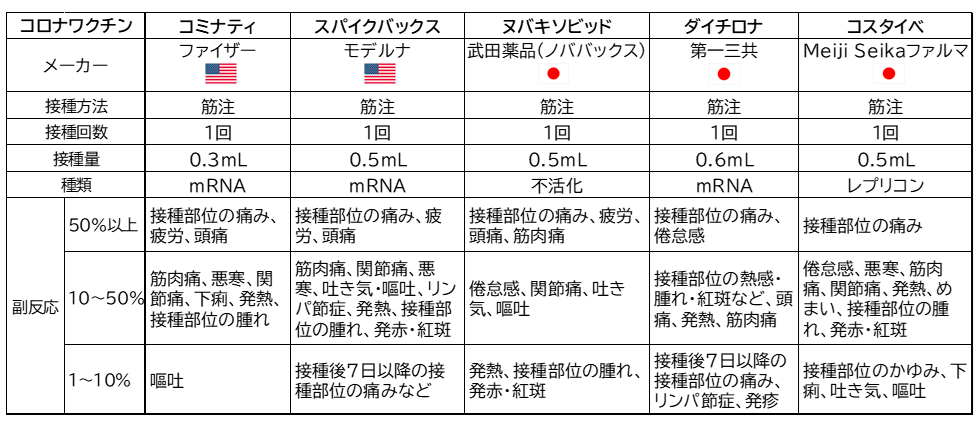 コロナワクチン コミナティ スパイクバックス ヌバキソビッド ダイチロナ コスタイベ
メーカー ファイザー モデルナ 武田薬品(ノババックス) 第一三共 Meiji Seikaファルマ
接種方法 筋注 筋注 筋注 筋注 筋注
接種回数 1回 1回 1回 1回 1回
接種量 0.3mL 0.5mL 0.5mL 0.6mL 0.5mL
種類 mRNA mRNA 不活化 mRNA レプリコン
副反応
50%以上
接種部位の痛み、
疲労、頭痛
接種部位の痛み、疲
労、頭痛
接種部位の痛み、疲労、
頭痛、筋肉痛
接種部位の痛み、
倦怠感
接種部位の痛み
10~50%
筋肉痛、悪寒、関
節痛、下痢、発熱、
接種部位の腫れ
筋肉痛、関節痛、悪
寒、吐き気・嘔吐、リン
パ節症、発熱、接種部
位の腫れ、発赤・紅斑
倦怠感、関節痛、吐き
気、嘔吐
接種部位の熱感・
腫れ・紅斑など、頭
痛、発熱、筋肉痛
倦怠感、悪寒、筋肉
痛、関節痛、発熱、め
まい、接種部位の腫
れ、発赤・紅斑
1~10%
嘔吐
接種後7日以降の接
種部位の痛みなど
発熱、接種部位の腫れ、
発赤・紅斑
接種後7日以降の
接種部位の痛み、
リンパ節症、発疹
接種部位のかゆみ、下
痢、吐き気、嘔吐